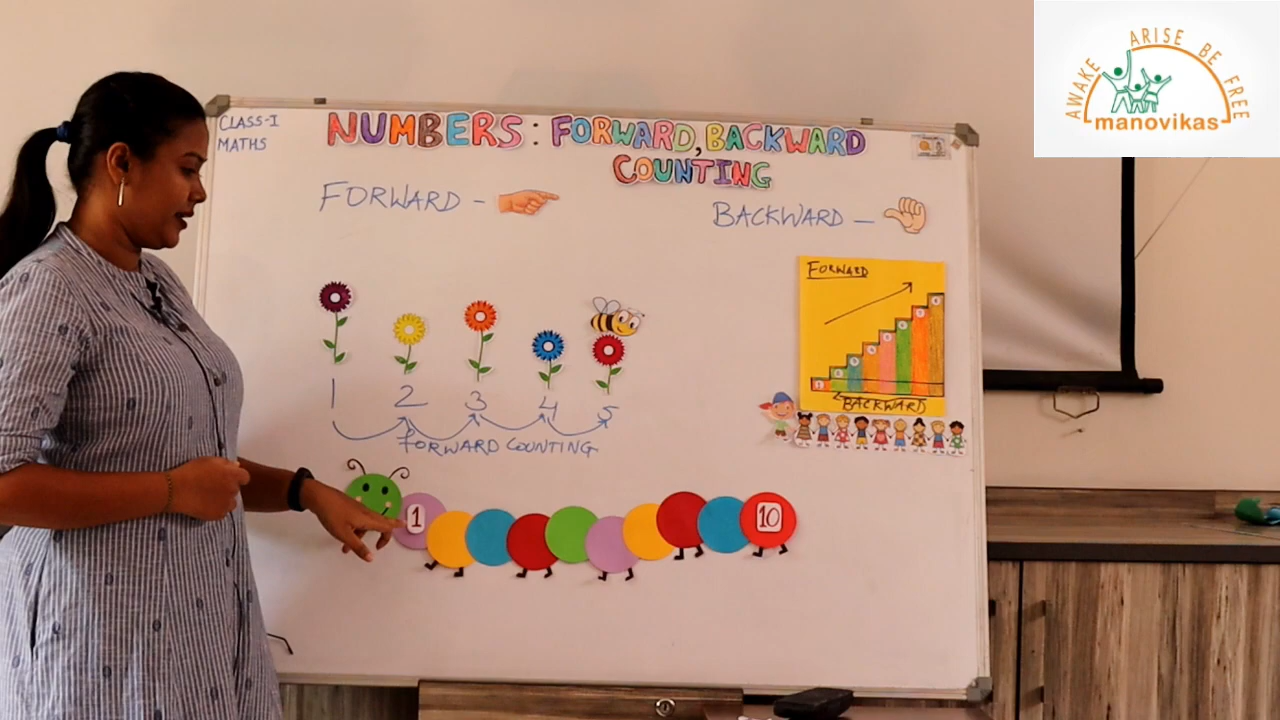 AWAKE ARISE BE FREE
manovikas
CLASS-I
MATHS
NUMBERS : FORWARD, BACKWARD
COUNTING
FORWARD -
BACKWARD —
FORWARD
BACKWARD
1 2 3 4 5
FORWARD COUNTING
1 10